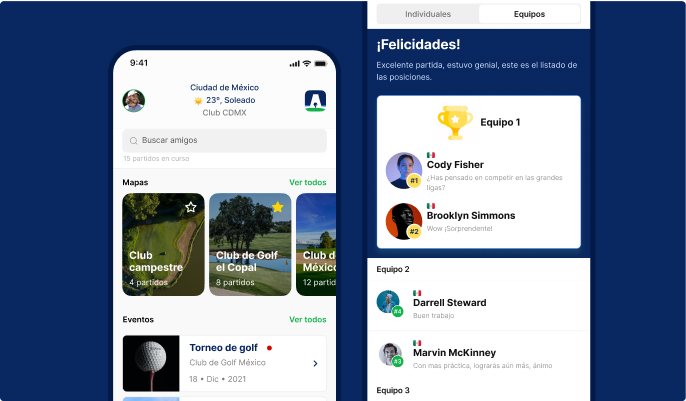 9:41
Ciudad de México
23°, Soleado
Club CDMX
Buscar amigos
15 partidos en curso
Mapas
Ver todos
Club
campestre
4 partidos
Club de Golf
el Copal
8 partidos
Club d
Méxic
12 partid
Eventos
Ver todos
Torneo de golf
Club de Golf México
18 • Dic • 2021
Individuales
Equipos
¡Felicidades!
Excelente partida, estuvo genial, este es el listado de
las posiciones.
Equipo 1
#1
Cody Fisher
¿Has pensado en competir en las grandes
ligas?
#2
Brooklyn Simmons
Wow ¡Sorprendente!
Equipo 2
#4
Darrell Steward
Buen trabajo
#3
Marvin McKinney
Con mas práctica, lograrás aún más, ánimo
Equipo 3